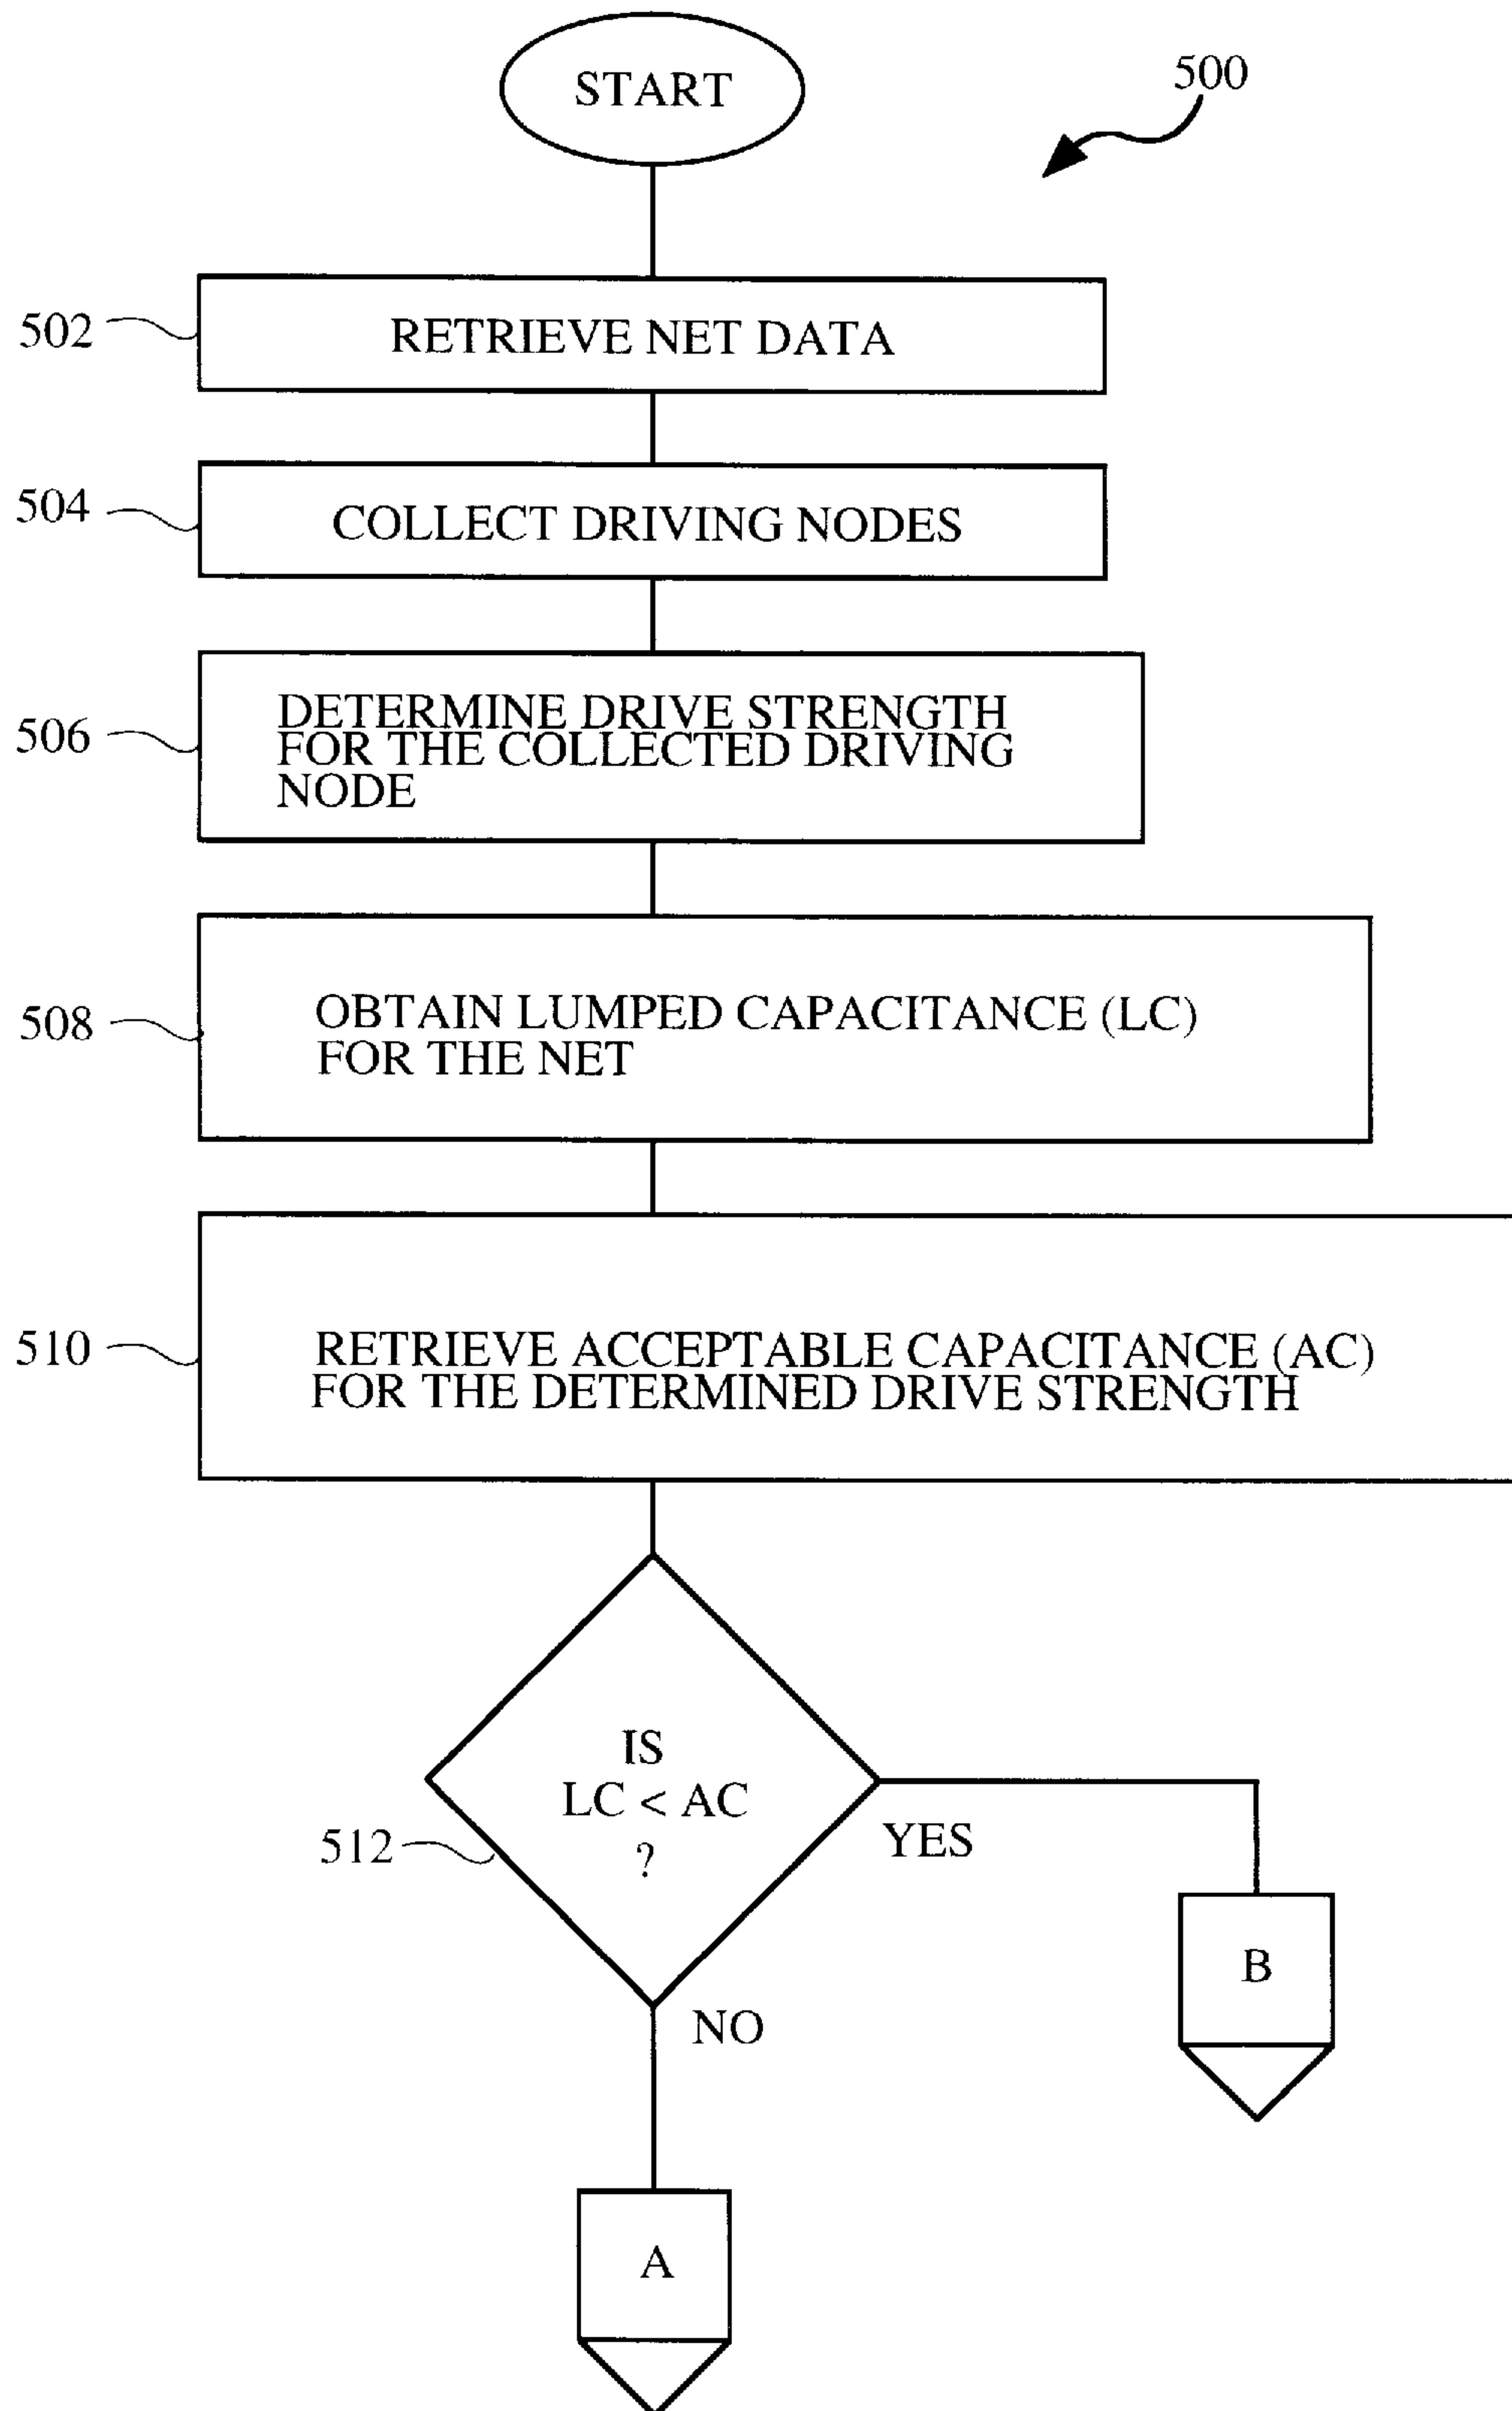 START
500
502
RETRIEVE NET DATA
504
COLLECT DRIVING NODES
506
DETERMINE DRIVE STRENGTH
FOR THE COLLECTED DRIVING
NODE
508
OBTAIN LUMPED CAPACITANCE (LC)
FOR THE NET
510
RETRIEVE ACCEPTABLE CAPACITANCE (AC)
FOR THE DETERMINED DRIVE STRENGTH
IS
LC < AC
?
512
YES
B
NO
A